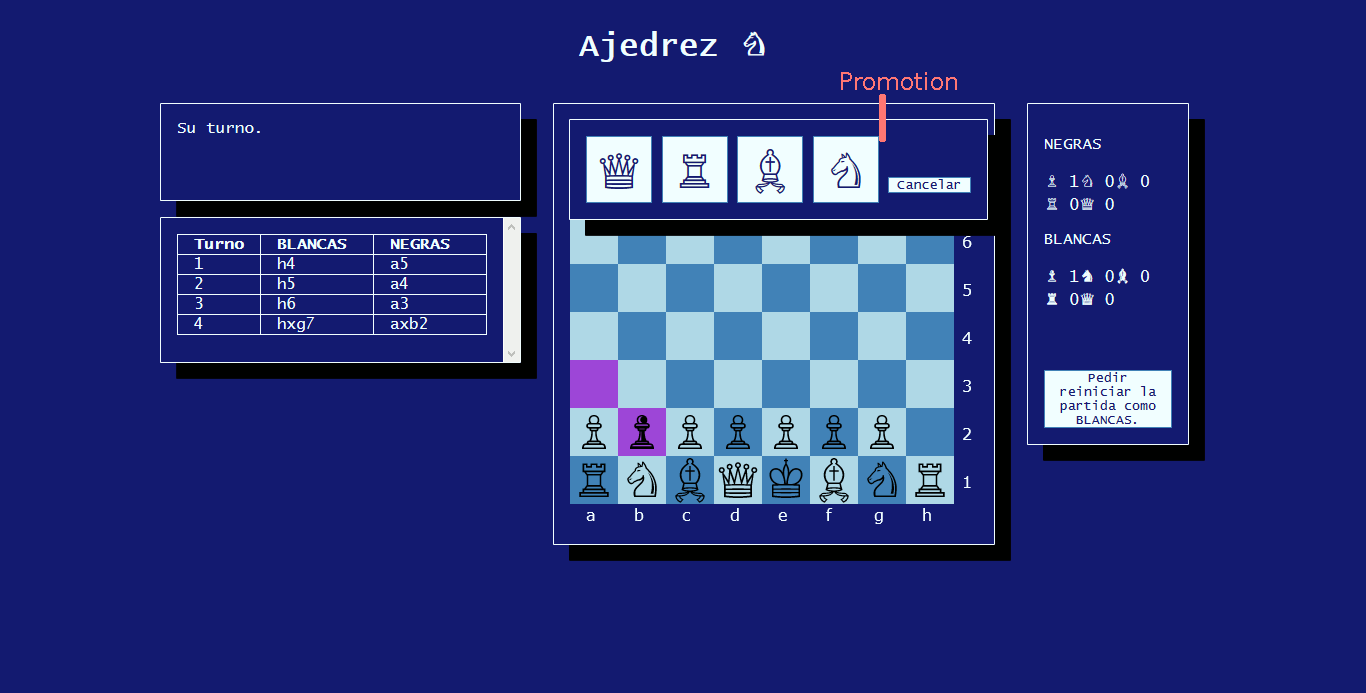 Ajedrez ♘
Promotion
Su turno.
Cancelar
Turno BLANCAS NEGRAS
1 h4 a5
2 h5 a4
3 h6 a3
4 hxg7 axb2
6
5
4
3
2
1
a b c d e f g h
NEGRAS
♗ 1♘ 0♗ 0
♖ 0♕ 0
BLANCAS
♝ 1♞ 0♝ 0
♜ 0♛ 0
Pedir
reiniciar la
partida como
BLANCAS.